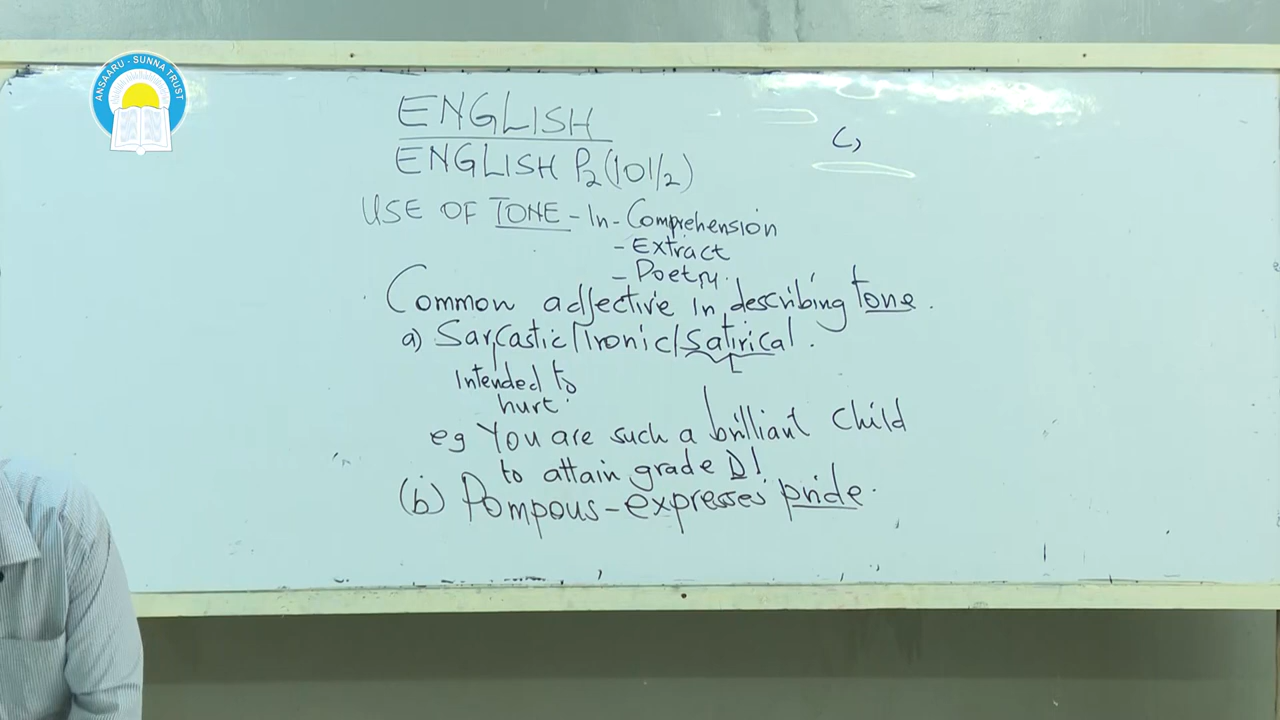 ANSAARU - SUNNA TRUST
ENGLISH
ENGLISH P2 (101/2)
USE OF TONE - In - Comprehension
- Extract
- Poetry.
Common adjective in describing tone.
a) Sarcastic/Ironic/Satirical.
Intended to
hurt.
eg You are such a brilliant child
to attain grade D!
(b) Pompous - expresses pride.
C,